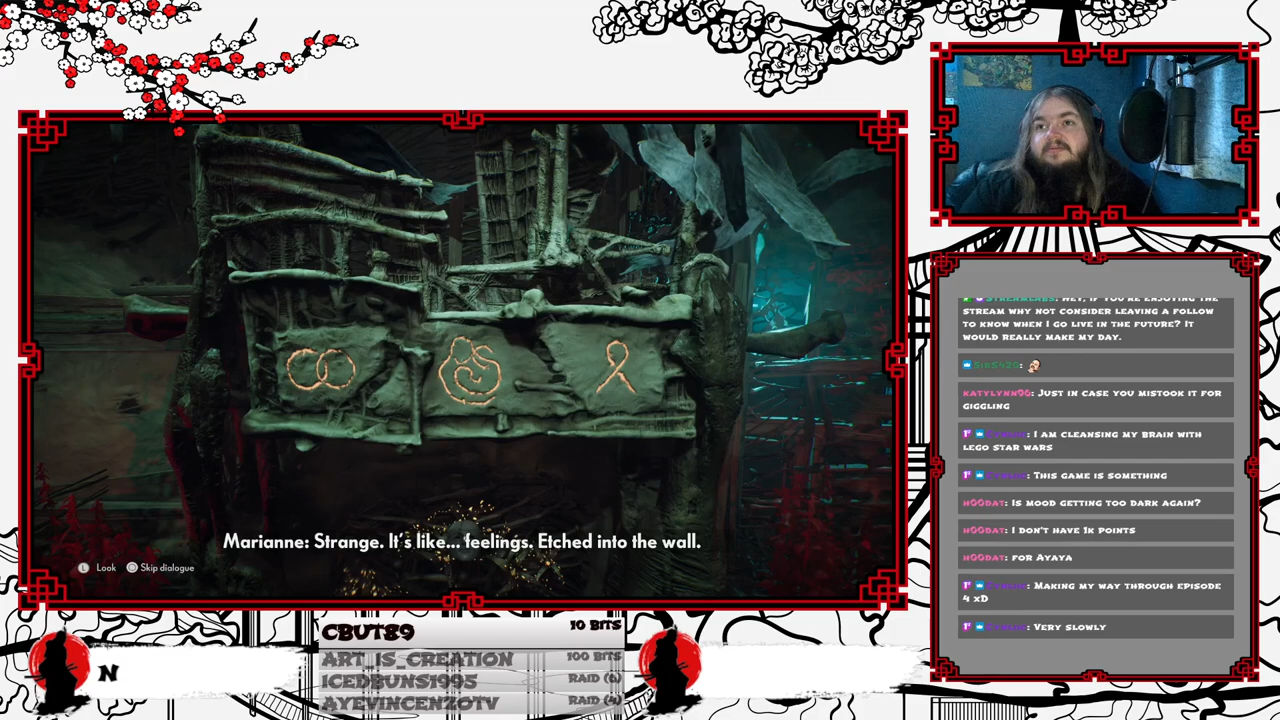 Marianne: Strange. It's like... feelings. Etched into the wall.
Look
Skip dialogue
HEY, IF YOU'RE ENJOYING THE
STREAM WHY NOT CONSIDER LEAVING A FOLLOW
TO KNOW WHEN I GO LIVE IN THE FUTURE? IT
WOULD REALLY MAKE MY DAY.
KATYLYNN96: JUST IN CASE YOU MISTOOK IT FOR
GIGGLING
I AM CLEANSING MY BRAIN WITH
LEGO STAR WARS
THIS GAME IS SOMETHING
H00DAT: IS MOOD GETTING TOO DARK AGAIN?
H00DAT: I DON'T HAVE 1K POINTS
H00DAT: FOR AYAYA
MAKING MY WAY THROUGH EPISODE
4 XD
VERY SLOWLY
N
CBUT89 10 BITS
ART_IS_CREATION 100 BITS
ICEDBUNS1995 RAID (6)
AYEVINCENZOTV RAID (4)